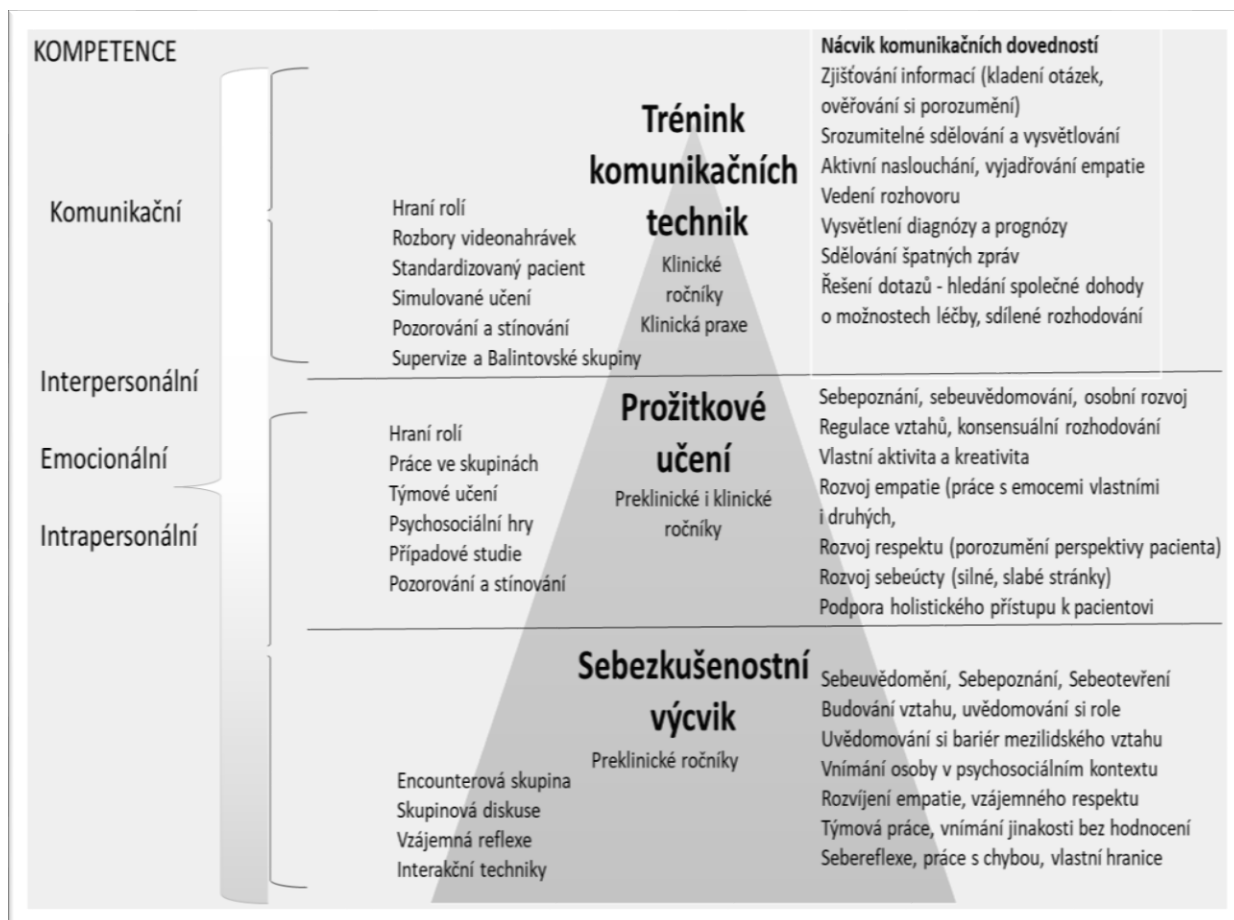 KOMPETENCE
Komunikační
Interpersonální
Emocionální
Intrapersonální
Hraní rolí
Rozbory videonahrávek
Standardizovaný pacient
Simulované učení
Pozorování a stínování
Supervize a Balintovské skupiny
Trénink
komunikačních
technik
Klinické
ročníky
Klinická praxe
Nácvik komunikačních dovedností
Zjišťování informací (kladení otázek,
ověřování si porozumění)
Srozumitelné sdělování a vysvětlování
Aktivní naslouchání, vyjadřování empatie
Vedení rozhovoru
Vysvětlení diagnózy a prognózy
Sdělování špatných zpráv
Řešení dotazů - hledání společné dohody
o možnostech léčby, sdílené rozhodování
Hraní rolí
Práce ve skupinách
Týmové učení
Psychosociální hry
Případové studie
Pozorování a stínování
Prožitkové
učení
Preklinické i klinické
ročníky
Sebepoznání, sebeuvědomování, osobní rozvoj
Regulace vztahů, konsensuální rozhodování
Vlastní aktivita a kreativita
Rozvoj empatie (práce s emocemi vlastními
i druhých,
Rozvoj respektu (porozumění perspektivy pacienta)
Rozvoj sebeúcty (silné, slabé stránky)
Podpora holistického přístupu k pacientovi
Encounterová skupina
Skupinová diskuse
Vzájemná reflexe
Interakční techniky
Sebezkušenostní
výcvik
Preklinické ročníky
Sebeuvědomění, Sebepoznání, Sebeotevření
Budování vztahu, uvědomování si role
Uvědomování si bariér mezilidského vztahu
Vnímání osoby v psychosociálním kontextu
Rozvíjení empatie, vzájemného respektu
Týmová práce, vnímání jinakosti bez hodnocení
Sebereflexe, práce s chybou, vlastní hranice